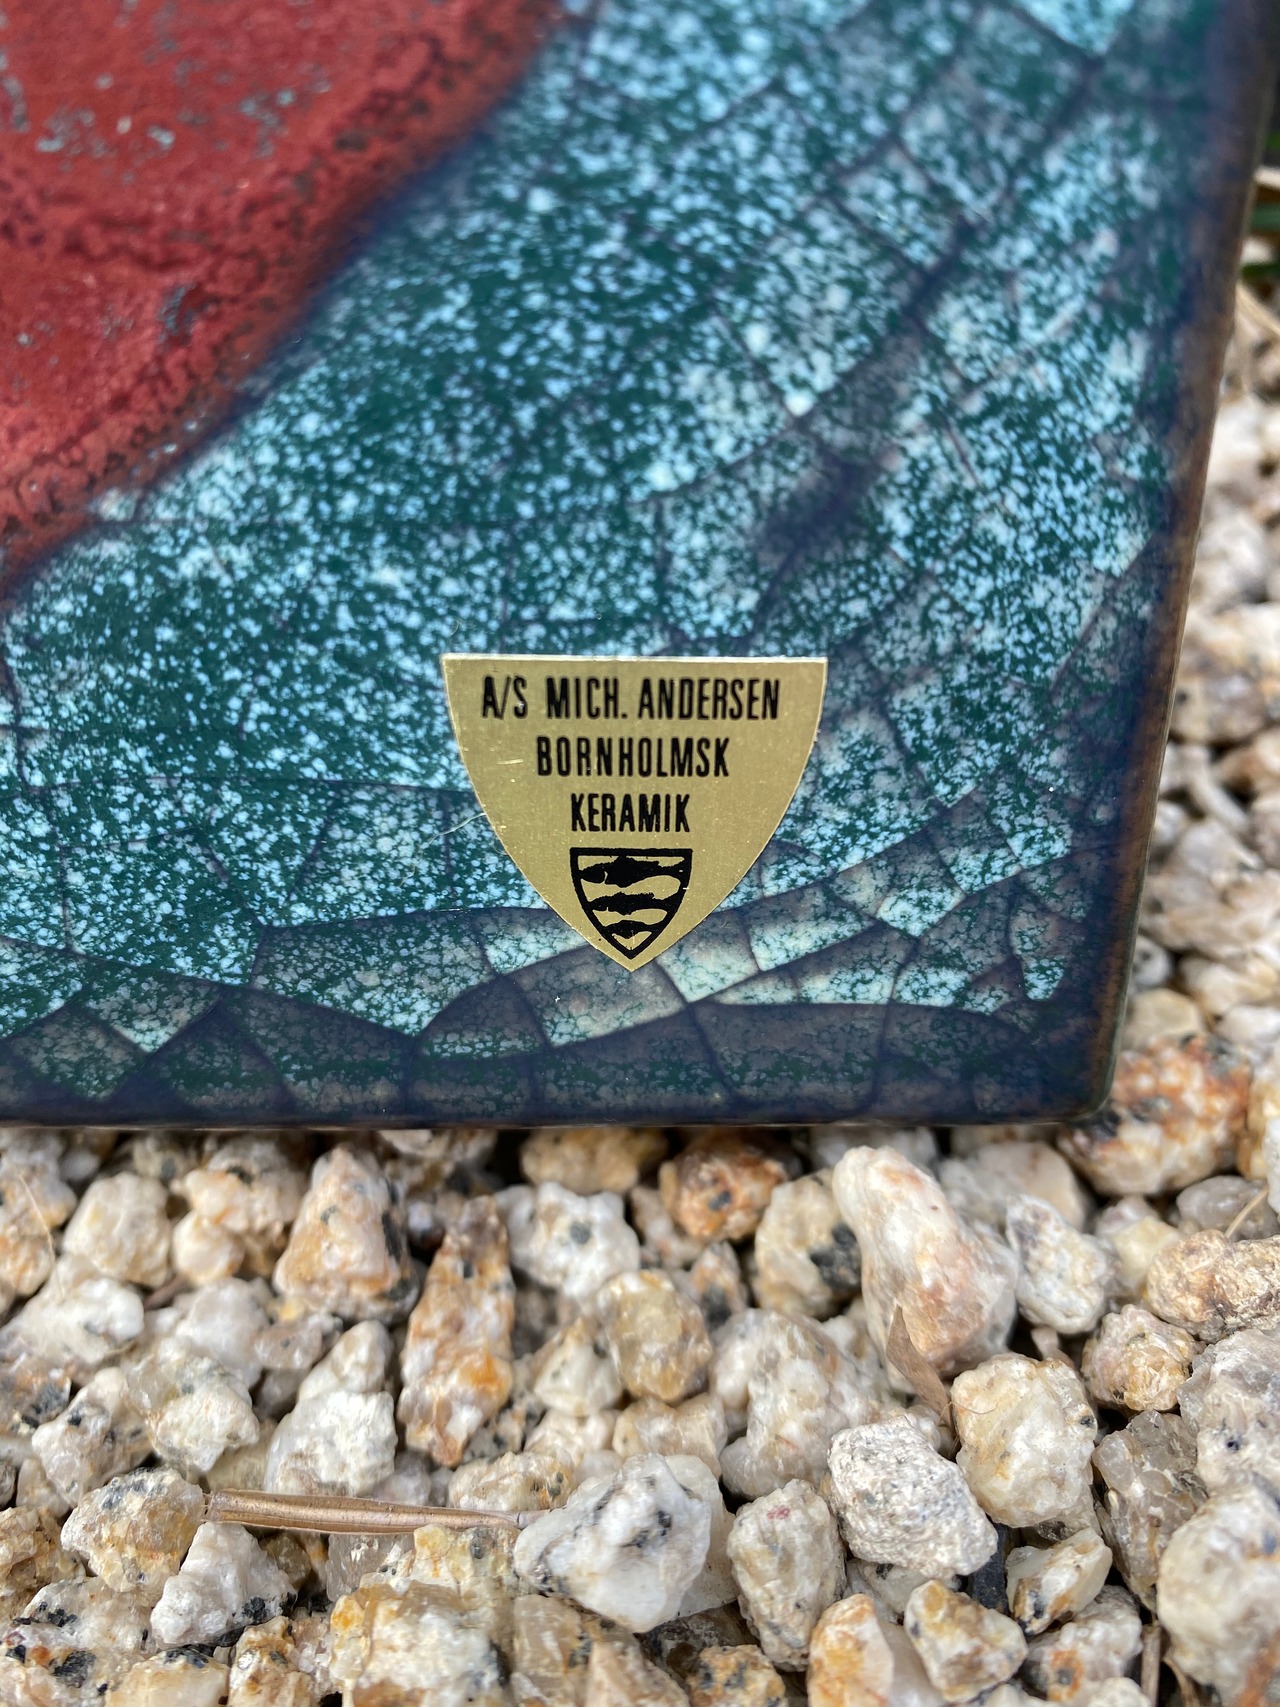 A/S MICH. ANDERSEN
BORNHOLMSK
KERAMIK